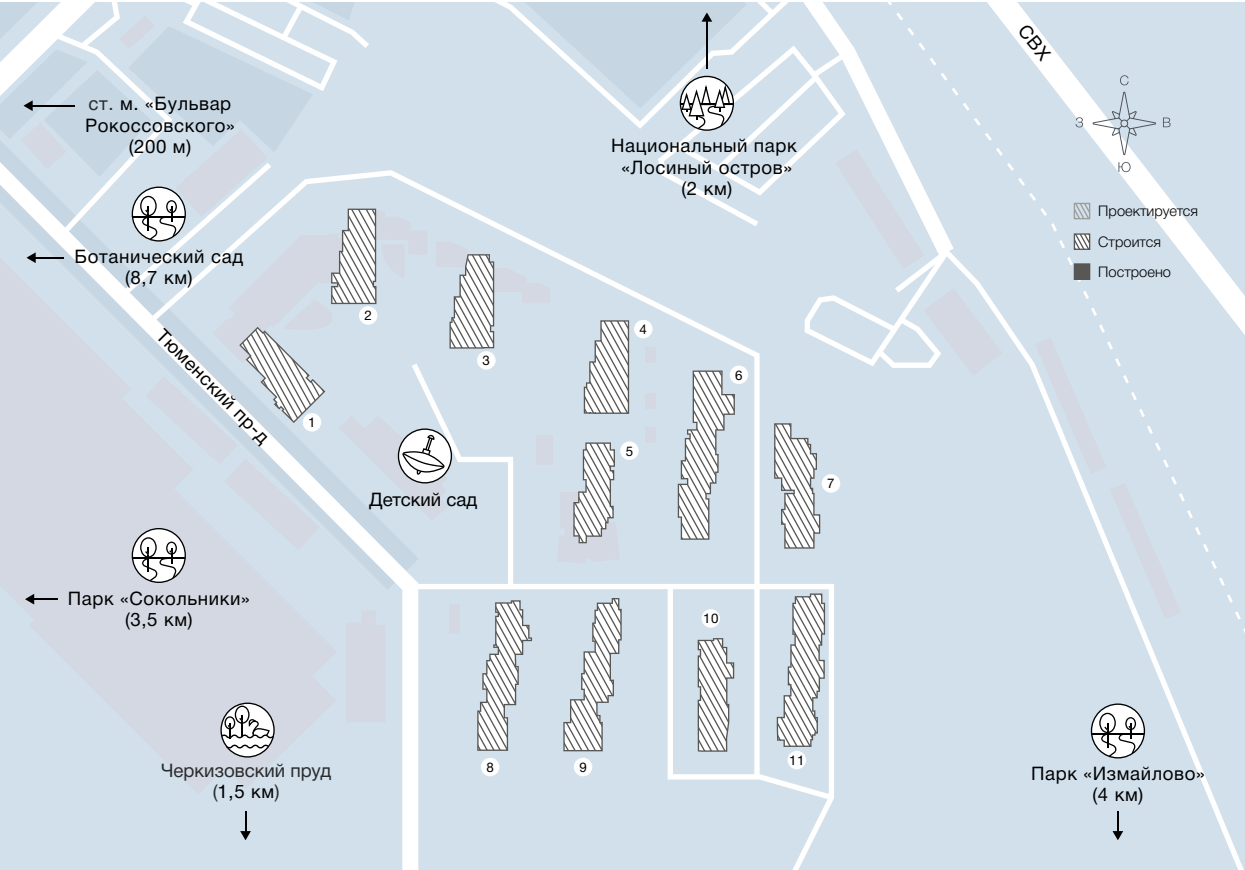 СВХ
С
З
В
Ю
ст. м. «Бульвар
Рокоссовского»
(200 м)
Национальный парк
«Лосиный остров»
(2 км)
Проектируется
Строится
Построено
Ботанический сад
(8,7 км)
2
3
4
Тюменский пр-д
6
1
5
7
Детский сад
Парк «Сокольники»
(3,5 км)
10
Черкизовский пруд
(1,5 км)
8
9
11
Парк «Измайлово»
(4 км)